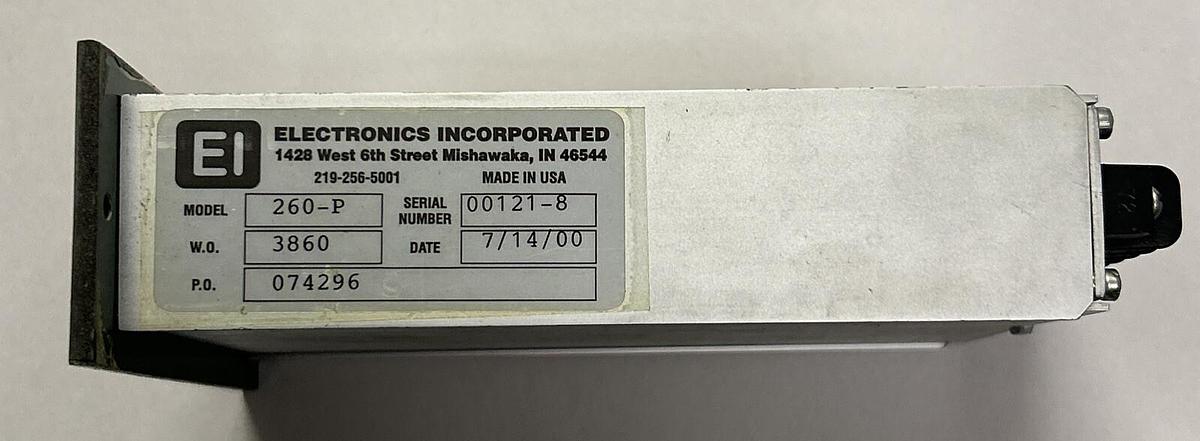 EI
ELECTRONICS INCORPORATED
1428 West 6th Street Mishawaka, IN 46544
219-256-5001 MADE IN USA
MODEL 260-P SERIAL NUMBER 00121-8
W.O. 3860 DATE 7/14/00
P.O. 074296